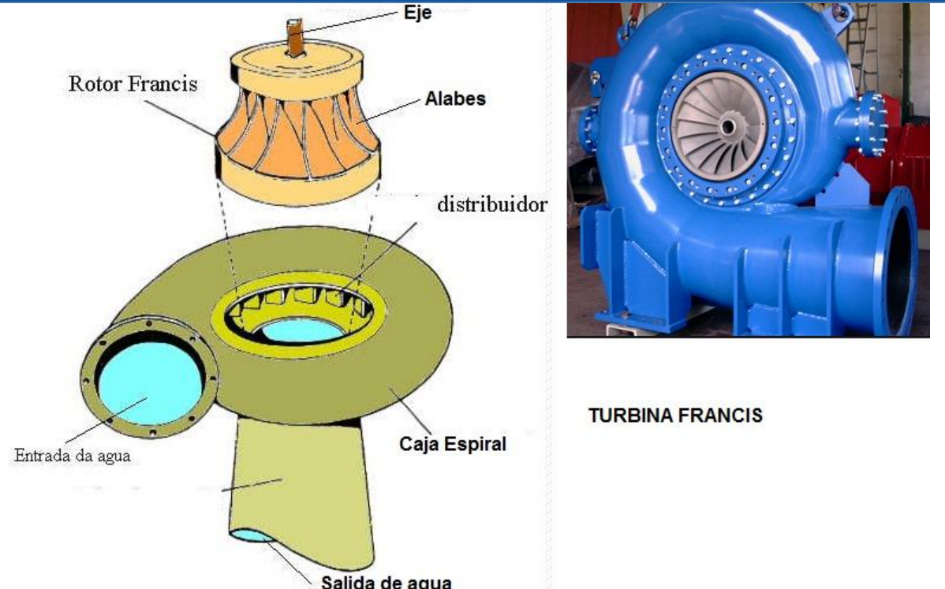 Eje
Rotor Francis
Alabes
distribuidor
Caja Espiral
Entrada da agua
Salida de agua
TURBINA FRANCIS